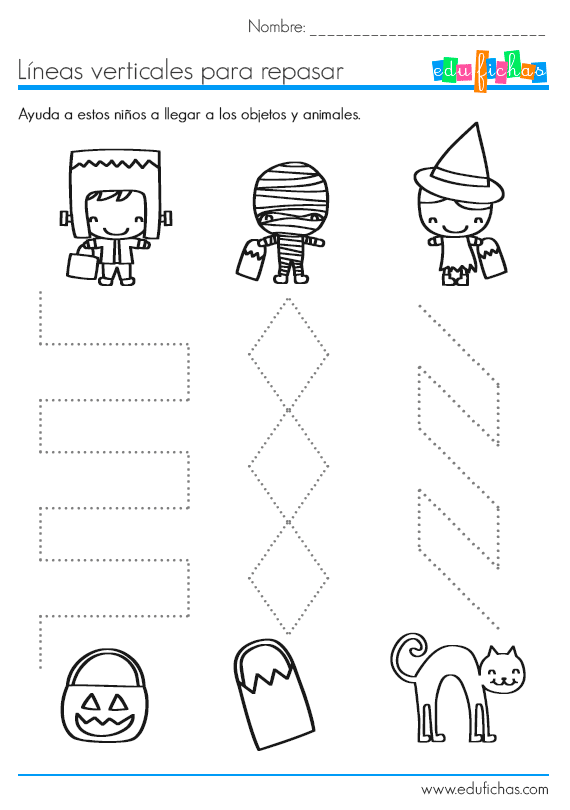 Nombre: ___________________________
Líneas verticales para repasar
edufichas
Ayuda a estos niños a llegar a los objetos y animales.
www.edufichas.com